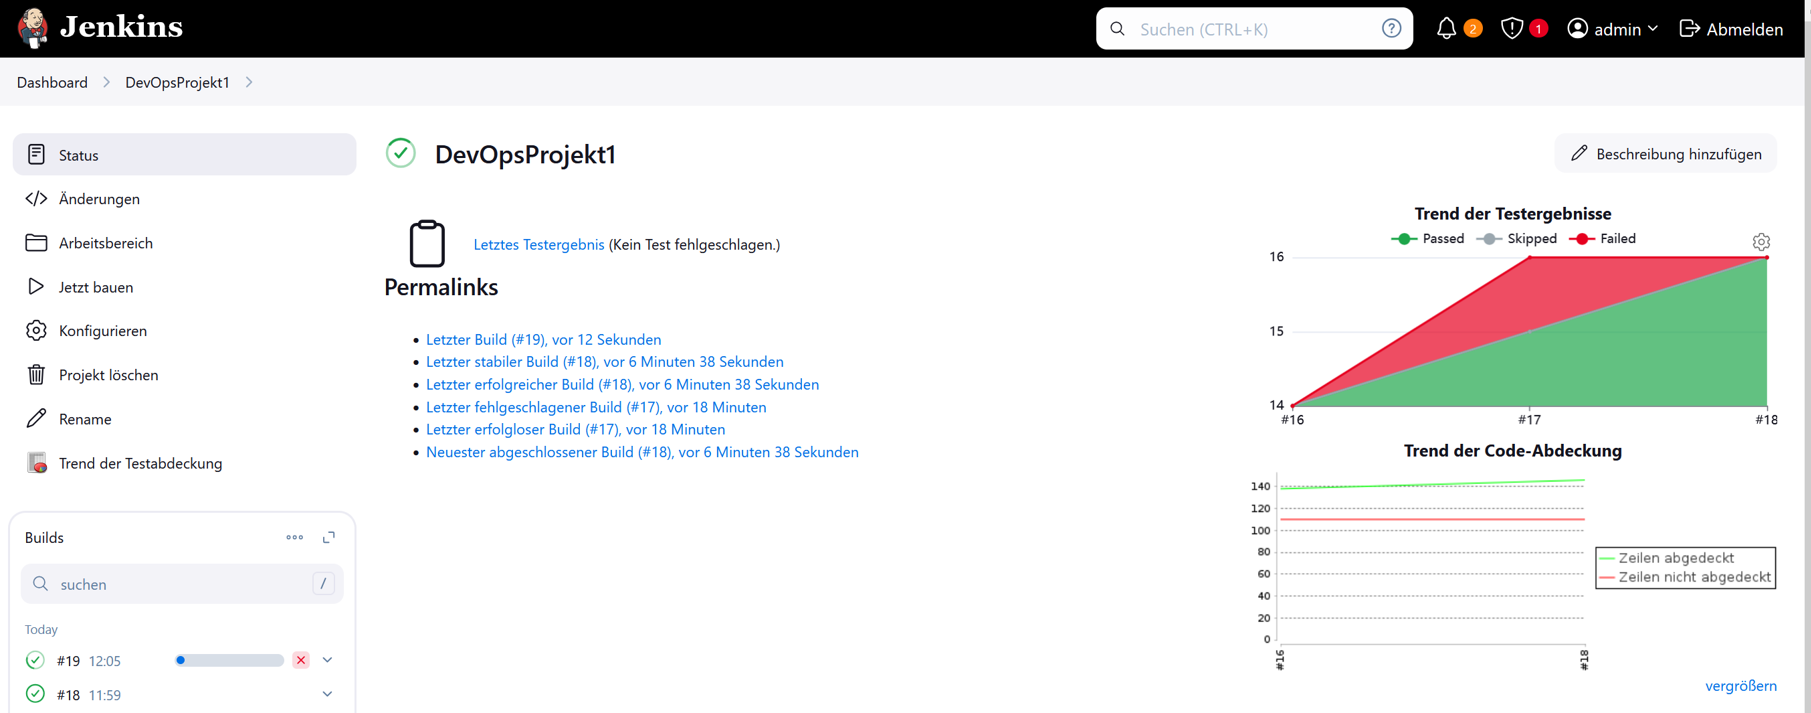 Jenkins
Suchen (CTRL+K)
?
2
1
admin
Abmelden
Dashboard
DevOpsProjekt1
Status
Änderungen
Arbeitsbereich
Jetzt bauen
Konfigurieren
Projekt löschen
Rename
Trend der Testabdeckung
Builds
suchen
/
Today
#19 12:05
#18 11:59
DevOpsProjekt1
Beschreibung hinzufügen
Letztes Testergebnis (Kein Test fehlgeschlagen.)
Permalinks
Letzter Build (#19), vor 12 Sekunden
Letzter stabiler Build (#18), vor 6 Minuten 38 Sekunden
Letzter erfolgreicher Build (#18), vor 6 Minuten 38 Sekunden
Letzter fehlgeschlagener Build (#17), vor 18 Minuten
Letzter erfolgloser Build (#17), vor 18 Minuten
Neuester abgeschlossener Build (#18), vor 6 Minuten 38 Sekunden
Trend der Testergebnisse
Passed Skipped Failed
16
15
14
#16 #17 #18
Trend der Code-Abdeckung
140
120
100
80
60
40
20
0
#16 #18
Zeilen abgedeckt
Zeilen nicht abgedeckt
vergrößern